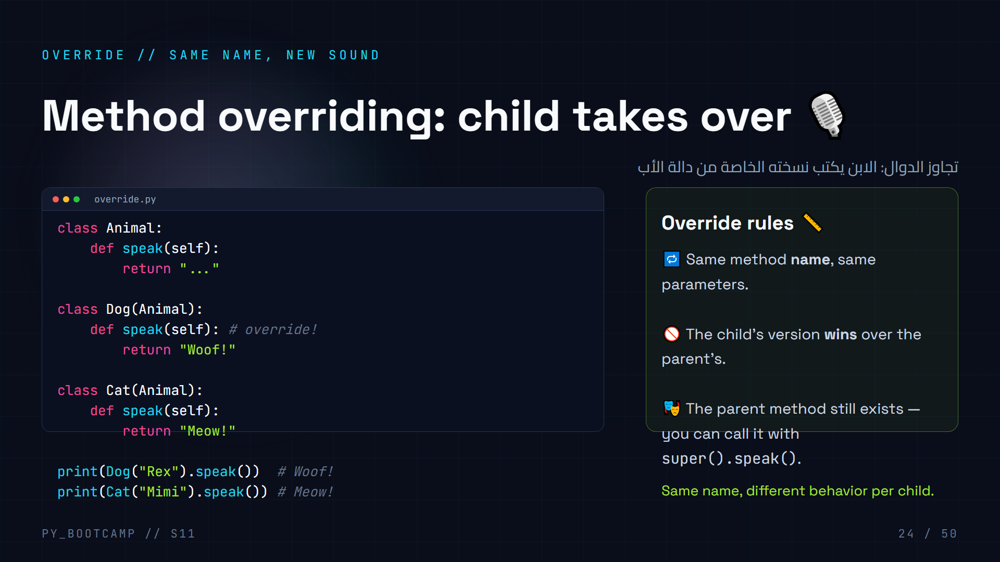 OVERRIDE // SAME NAME, NEW SOUND
Method overriding: child takes over 🎙️
تجاوز الدوال: الابن يكتب نسخته الخاصة من دالة الأب
override.py
class Animal:
    def speak(self):
        return "..."

class Dog(Animal):
    def speak(self): # override!
        return "Woof!"

class Cat(Animal):
    def speak(self):
        return "Meow!"

print(Dog("Rex").speak())  # Woof!
print(Cat("Mimi").speak()) # Meow!
Override rules 📏
🔁 Same method name, same
parameters.
🚫 The child's version wins over the
parent's.
🎭 The parent method still exists —
you can call it with
super().speak().
Same name, different behavior per child.
PY_BOOTCAMP // S11
24 / 50